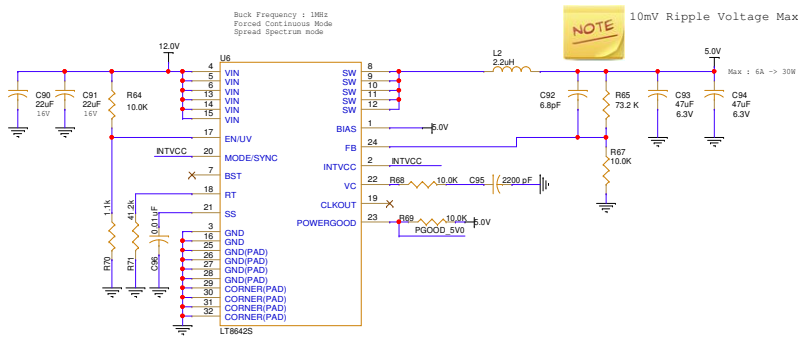 Buck Frequency : 1MHz
Forced Continuous Mode
Spread Spectrum mode
NOTE
10mV Ripple Voltage Max
12.0V
U6
L2
2.2uH
5.0V
Max : 6A -> 30W
4 VIN
5 VIN
6 VIN
13 VIN
14 VIN
15 VIN
17 EN/UV
20 MODE/SYNC
7 BST
18 RT
21 SS
3 GND
16 GND
25 GND(PAD)
26 GND(PAD)
27 GND(PAD)
28 GND(PAD)
29 CORNER(PAD)
30 CORNER(PAD)
31 CORNER(PAD)
32 CORNER(PAD)
SW 8
SW 9
SW 10
SW 11
SW 12
BIAS 1
FB 24
INTVCC 2
VC 22
CLKOUT 19
POWERGOOD 23
LT8642S
C90
22uF
16V
C91
22uF
16V
R64
10.0K
INTVCC
1.1k
R70
41.2k
R71
0.01uF
C96
5.0V
INTVCC
R68 10.0K
C95 2200 pF
R69 10.0K
5.0V
PGOOD_5V0
C92
6.8pF
R65
73.2 K
R67
10.0K
C93
47uF
6.3V
C94
47uF
6.3V